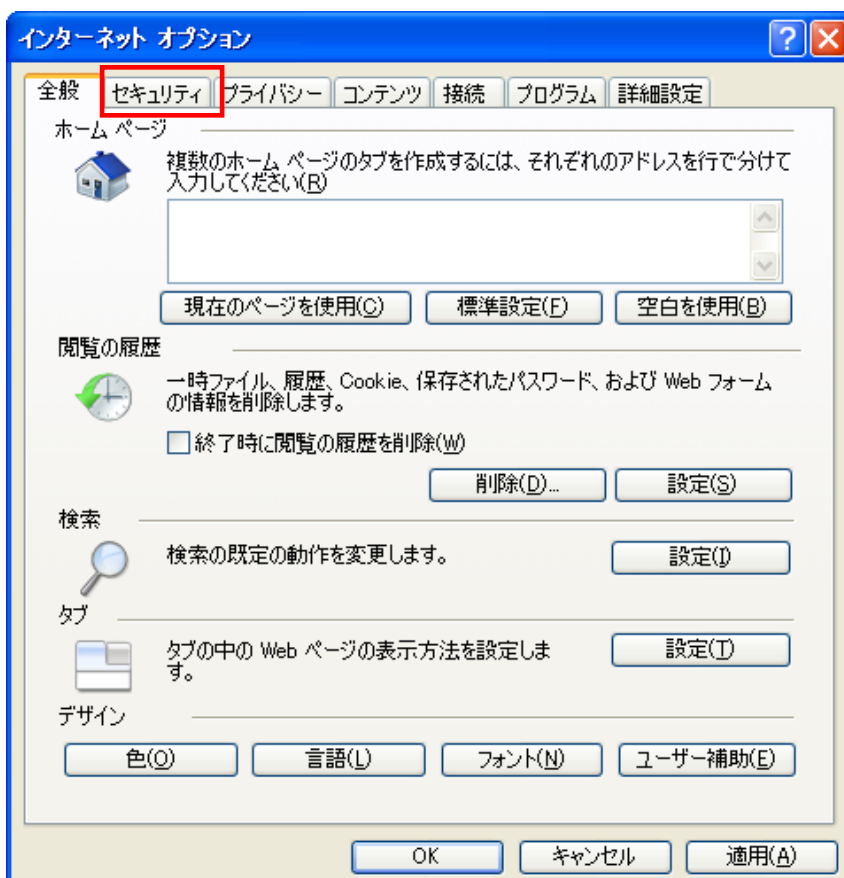 インターネット オプション
全般 セキュリティ プライバシー コンテンツ 接続 プログラム 詳細設定
ホーム ページ
複数のホーム ページのタブを作成するには、それぞれのアドレスを行で分けて
入力してください(R)
現在のページを使用(C) 標準設定(F) 空白を使用(B)
閲覧の履歴
一時ファイル、履歴、Cookie、保存されたパスワード、および Web フォーム
の情報を削除します。
終了時に閲覧の履歴を削除(W)
削除(D)... 設定(S)
検索
検索の既定の動作を変更します。
設定(I)
タブ
タブの中の Web ページの表示方法を設定しま
す。
設定(T)
デザイン
色(O) 言語(L) フォント(N) ユーザー補助(E)
OK キャンセル 適用(A)